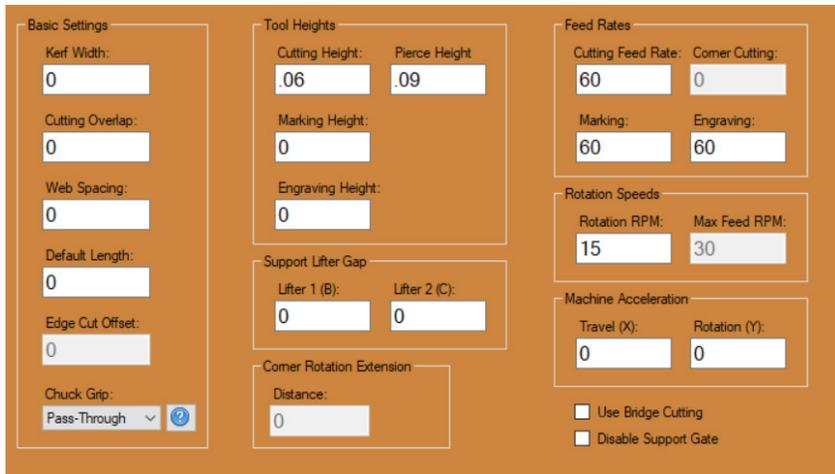 Basic Settings
Kerf Width:
0
Cutting Overlap:
0
Web Spacing:
0
Default Length:
0
Edge Cut Offset:
0
Chuck Grip:
Pass-Through
?
Tool Heights
Cutting Height: Pierce Height
.06 .09
Marking Height:
0
Engraving Height:
0
Support Lifter Gap
Lifter 1 (B): Lifter 2 (C):
0 0
Corner Rotation Extension
Distance:
0
Feed Rates
Cutting Feed Rate: Corner Cutting:
60 0
Marking: Engraving:
60 60
Rotation Speeds
Rotation RPM: Max Feed RPM:
15 30
Machine Acceleration
Travel (X): Rotation (Y):
0 0
Use Bridge Cutting
Disable Support Gate